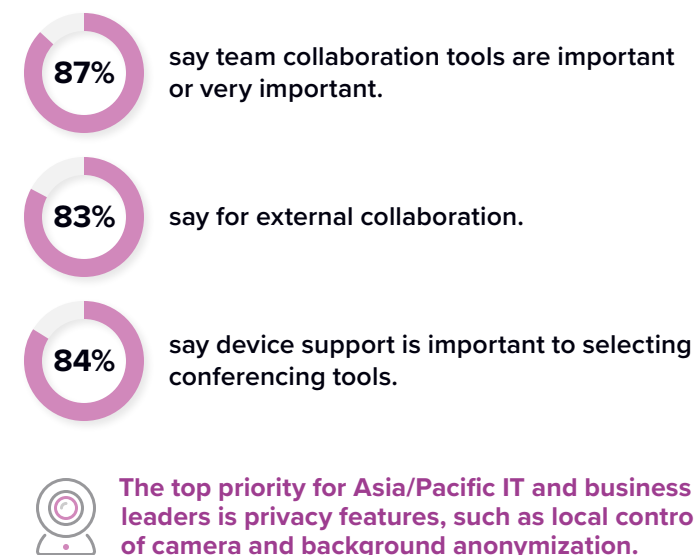 87%
say team collaboration tools are important
or very important.
83%
say for external collaboration.
84%
say device support is important to selecting
conferencing tools.
The top priority for Asia/Pacific IT and business
leaders is privacy features, such as local contro
of camera and background anonymization.